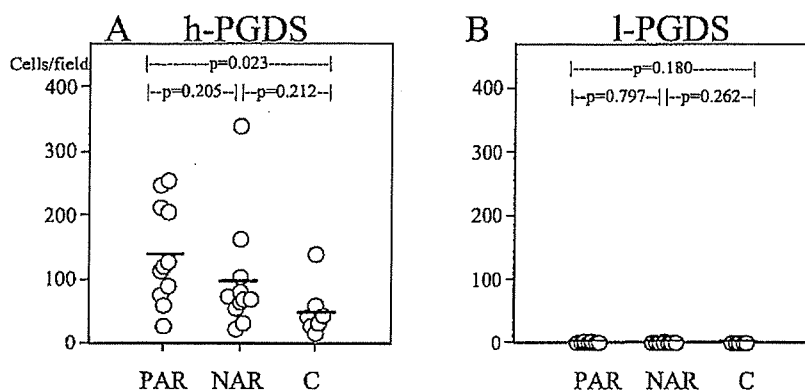 A h-PGDS
Cells/field
|---------p=0.023---------|
|--p=0.205--| |--p=0.212--|
400
300
200
100
0
PAR NAR C
B l-PGDS
|---------p=0.180---------|
|--p=0.797--| |--p=0.262--|
400
300
200
100
0
PAR NAR C